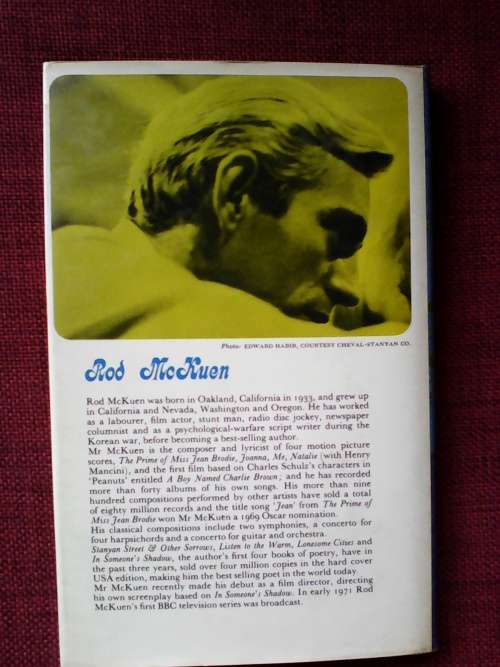 Photo: EDWARD HABIB, COURTESY CHEVAL-STANYAN CO.
Rod McKuen
Rod McKuen was born in Oakland, California in 1933, and grew up
in California and Nevada, Washington and Oregon. He has worked
as a labourer, film actor, stunt man, radio disc jockey, newspaper
columnist and as a psychological-warfare script writer during the
Korean war, before becoming a best-selling author.
Mr McKuen is the composer and lyricist of four motion picture
scores, The Prime of Miss Jean Brodie, Joanna, Me, Natalie (with Henry
Mancini), and the first film based on Charles Schulz's characters in
'Peanuts' entitled A Boy Named Charlie Brown; and he has recorded
more than forty albums of his own songs. His more than nine
hundred compositions performed by other artists have sold a total
of eighty million records and the title song 'Jean' from The Prime of
Miss Jean Brodie won Mr McKuen a 1969 Oscar nomination.
His classical compositions include two symphonies, a concerto for
four harpsichords and a concerto for guitar and orchestra.
Stanyan Street & Other Sorrows, Listen to the Warm, Lonesome Cities and
In Someone's Shadow, the author's first four books of poetry, have in
the past three years, sold over four million copies in the hard cover
USA edition, making him the best selling poet in the world today.
Mr McKuen recently made his debut as a film director, directing
his own screenplay based on In Someone's Shadow. In early 1971 Rod
McKuen's first BBC television series was broadcast.